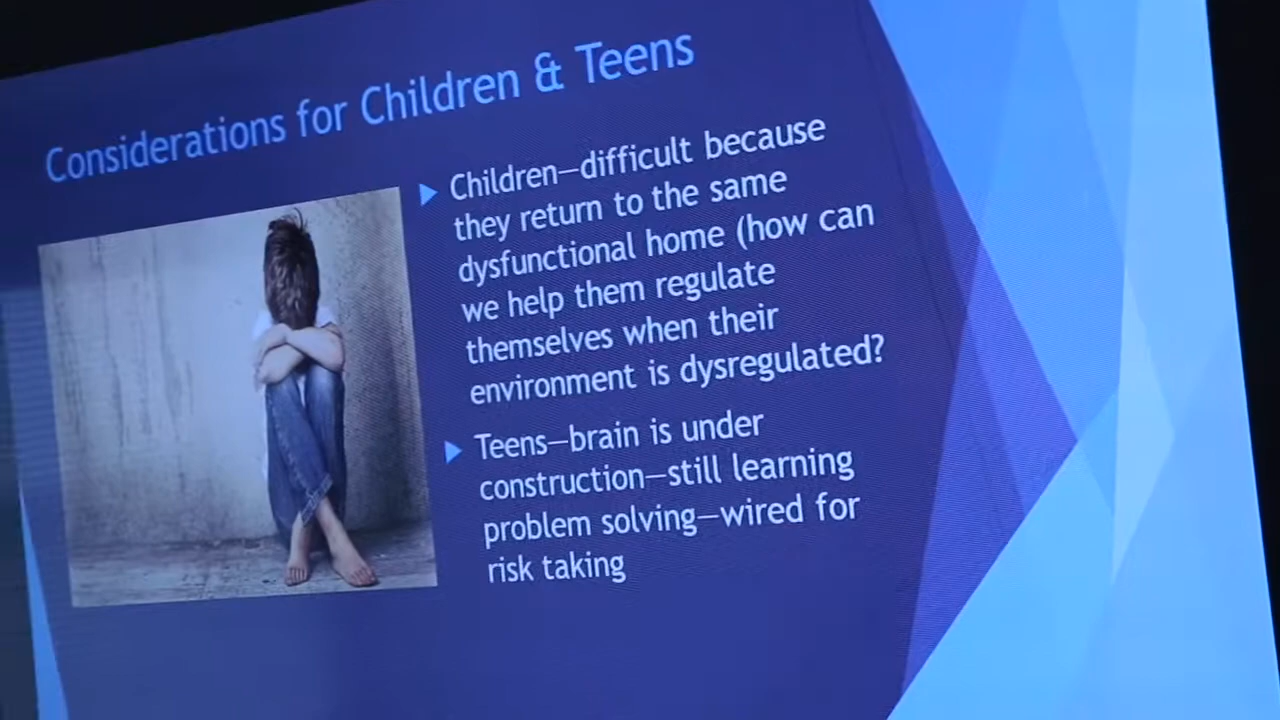 Considerations for Children & Teens
Children—difficult because
they return to the same
dysfunctional home (how can
we help them regulate
themselves when their
environment is dysregulated?
Teens—brain is under
construction—still learning
problem solving—wired for
risk taking